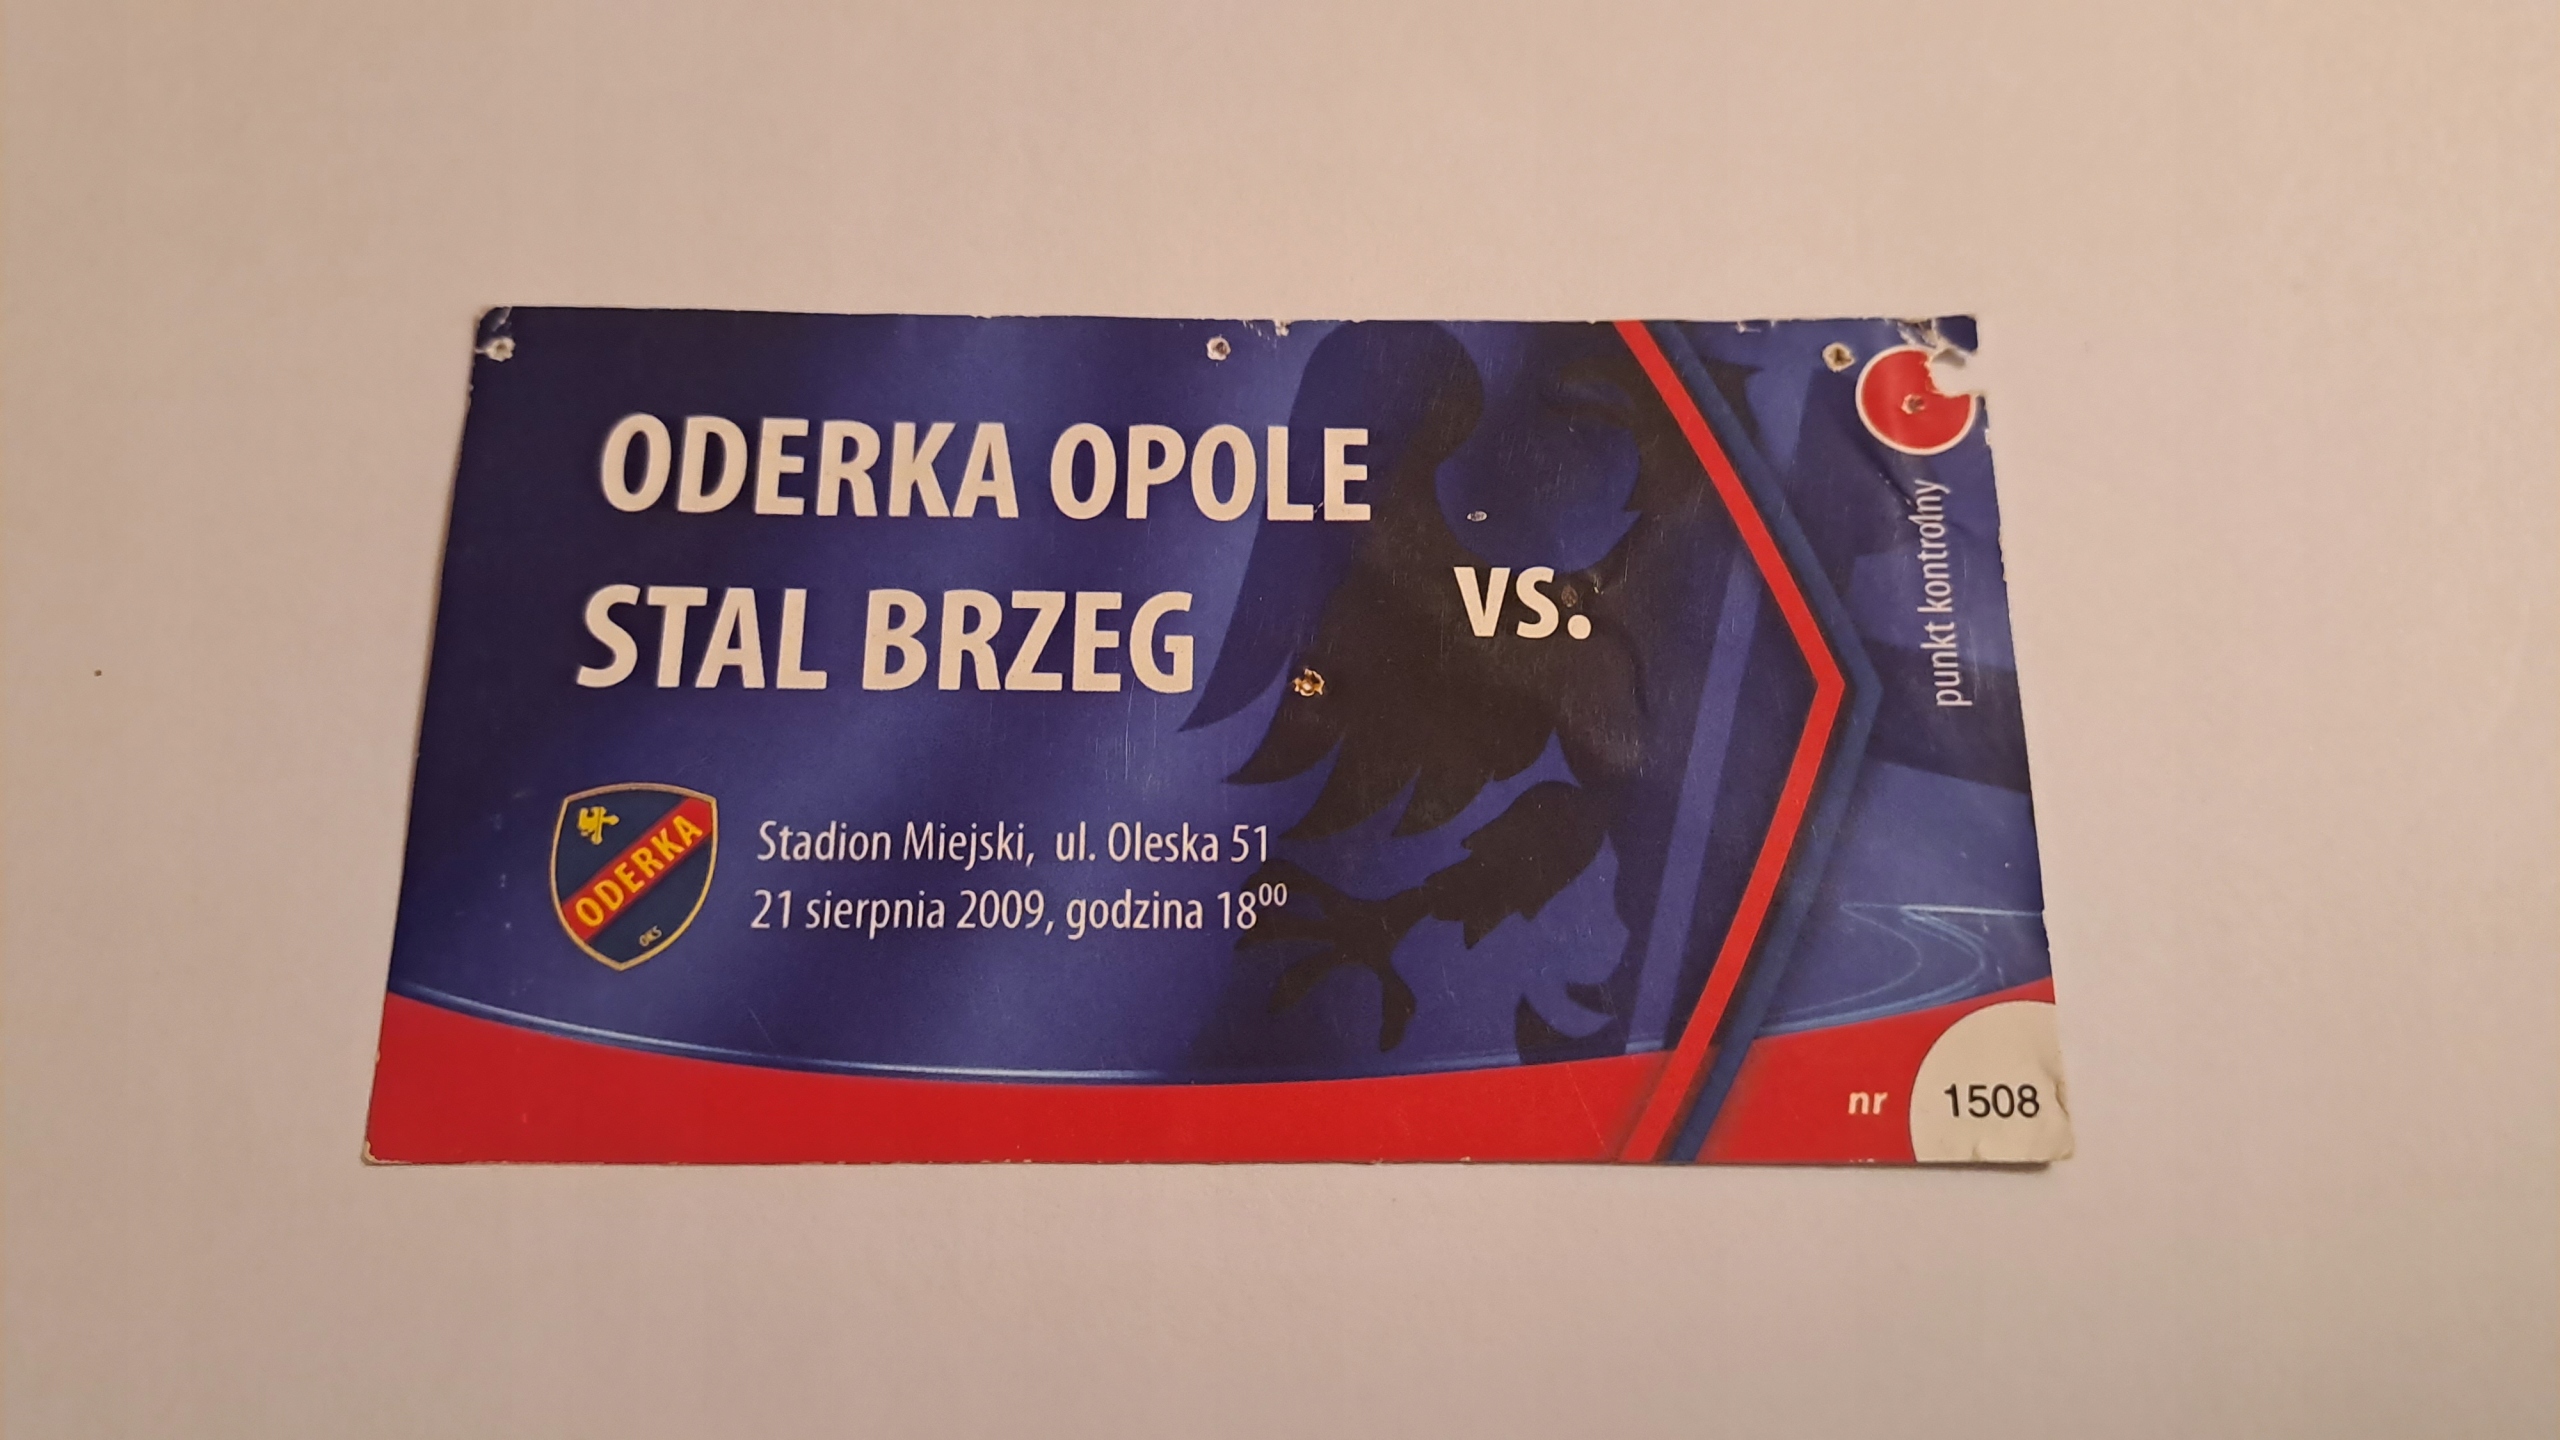 ODERKA OPOLE
vs.
STAL BRZEG
ODERKA
OKS
Stadion Miejski, ul. Oleska 51
21 sierpnia 2009, godzina 18⁰⁰
punkt kontrolny
nr 1508